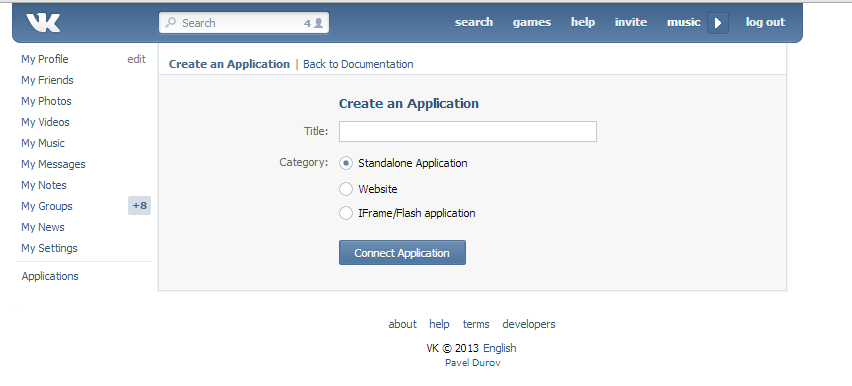 VK Search 4 search games help invite music log out
My Profile edit
My Friends
My Photos
My Videos
My Music
My Messages
My Notes
My Groups +8
My News
My Settings
Applications
Create an Application | Back to Documentation
Create an Application
Title:
Category: Standalone Application
Website
IFrame/Flash application
Connect Application
about help terms developers
VK © 2013 English
Pavel Durov